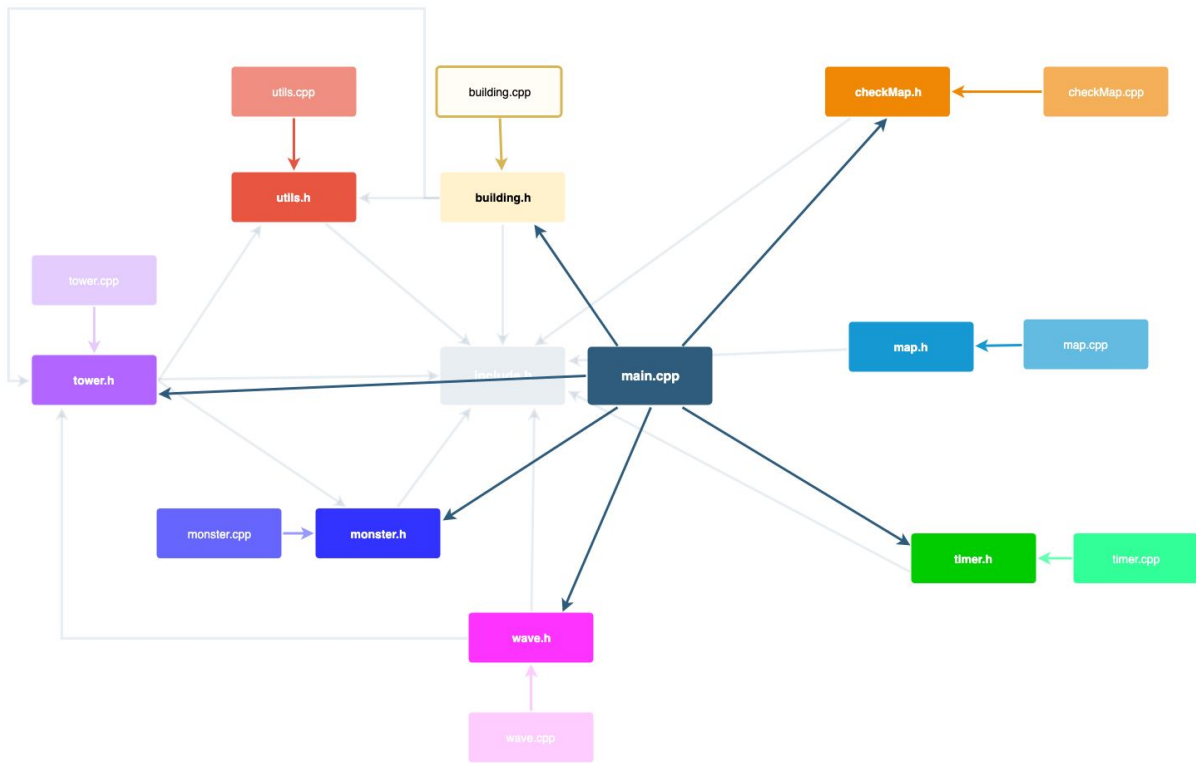 utils.cpp
building.cpp
checkMap.h
checkMap.cpp
utils.h
building.h
tower.cpp
map.h
map.cpp
tower.h
include.h
main.cpp
monster.cpp
monster.h
timer.h
timer.cpp
wave.h
wave.cpp